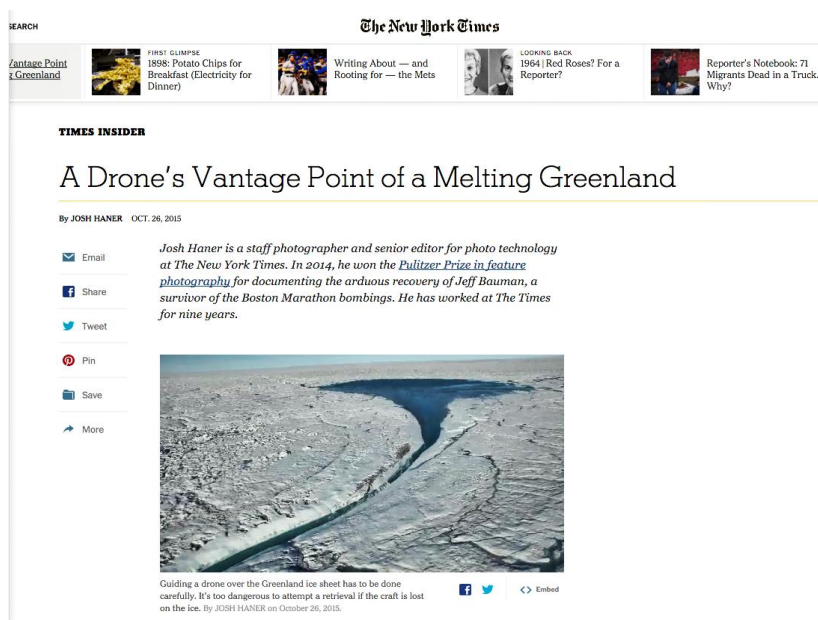 SEARCH
The New York Times
Vantage Point
Greenland
FIRST GLIMPSE
1898: Potato Chips for
Breakfast (Electricity for
Dinner)
Writing About — and
Rooting for — the Mets
LOOKING BACK
1964 | Red Roses? For a
Reporter?
Reporter's Notebook: 71
Migrants Dead in a Truck.
Why?
TIMES INSIDER
A Drone's Vantage Point of a Melting Greenland
By JOSH HANER OCT. 26, 2015
Email
Share
Tweet
Pin
Save
More
Josh Haner is a staff photographer and senior editor for photo technology
at The New York Times. In 2014, he won the Pulitzer Prize in feature
photography for documenting the arduous recovery of Jeff Bauman, a
survivor of the Boston Marathon bombings. He has worked at The Times
for nine years.
Guiding a drone over the Greenland ice sheet has to be done
carefully. It's too dangerous to attempt a retrieval if the craft is lost
on the ice. By JOSH HANER on October 26, 2015.
Embed